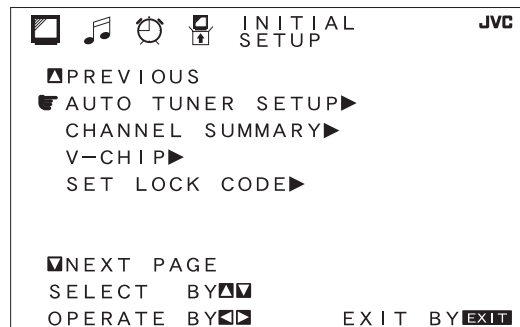 INITIAL SETUP JVC
▲PREVIOUS
AUTO TUNER SETUP▶
CHANNEL SUMMARY▶
V-CHIP▶
SET LOCK CODE▶
▼NEXT PAGE
SELECT BY▲▼
OPERATE BY◀▶ EXIT BY EXIT